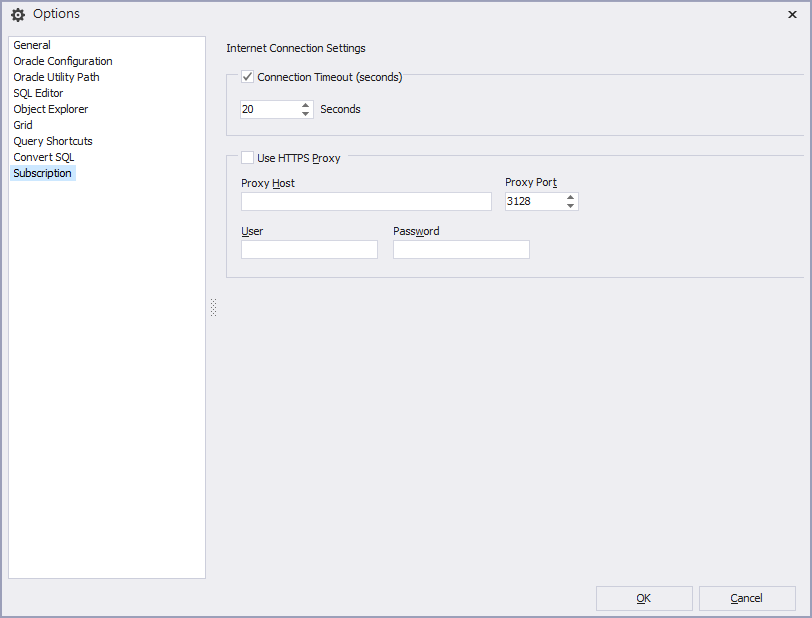 Options
General
Oracle Configuration
Oracle Utility Path
SQL Editor
Object Explorer
Grid
Query Shortcuts
Convert SQL
Subscription
Internet Connection Settings
Connection Timeout (seconds)
20 Seconds
Use HTTPS Proxy
Proxy Host Proxy Port
3128
User Password
OK Cancel